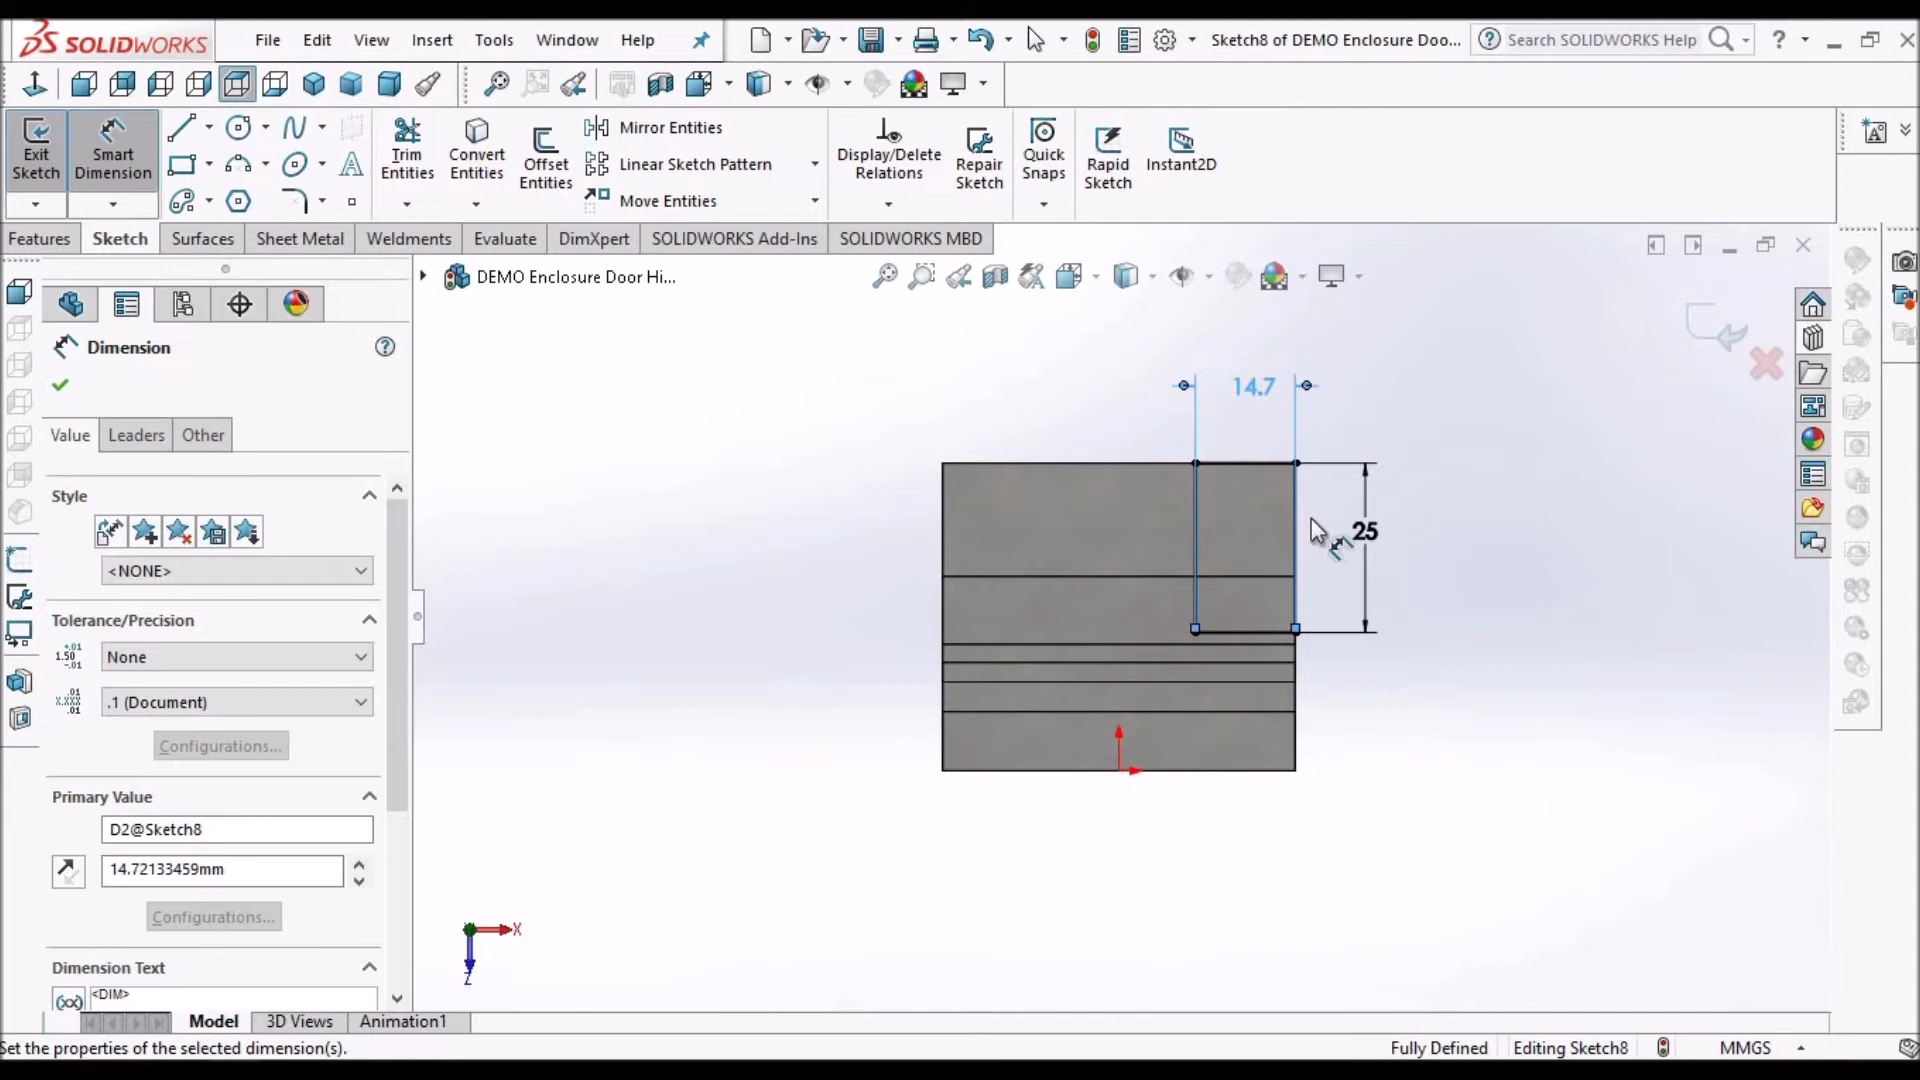 SOLIDWORKS
File
Edit
View
Insert
Tools
Window
Help
Sketch8 of DEMO Enclosure Doo...
Search SOLIDWORKS Help
?
Exit Sketch
Smart Dimension
Trim Entities
Convert Entities
Offset Entities
Mirror Entities
Linear Sketch Pattern
Move Entities
Display/Delete Relations
Repair Sketch
Quick Snaps
Rapid Sketch
Instant2D
Features
Sketch
Surfaces
Sheet Metal
Weldments
Evaluate
DimXpert
SOLIDWORKS Add-Ins
SOLIDWORKS MBD
DEMO Enclosure Door Hi...
Dimension
Value
Leaders
Other
Style
<NONE>
Tolerance/Precision
None
.1 (Document)
Configurations...
Primary Value
D2@Sketch8
14.72133459mm
Configurations...
Dimension Text
<DIM>
14.7
25
X
Z
Model
3D Views
Animation1
Set the properties of the selected dimension(s).
Fully Defined
Editing Sketch8
MMGS